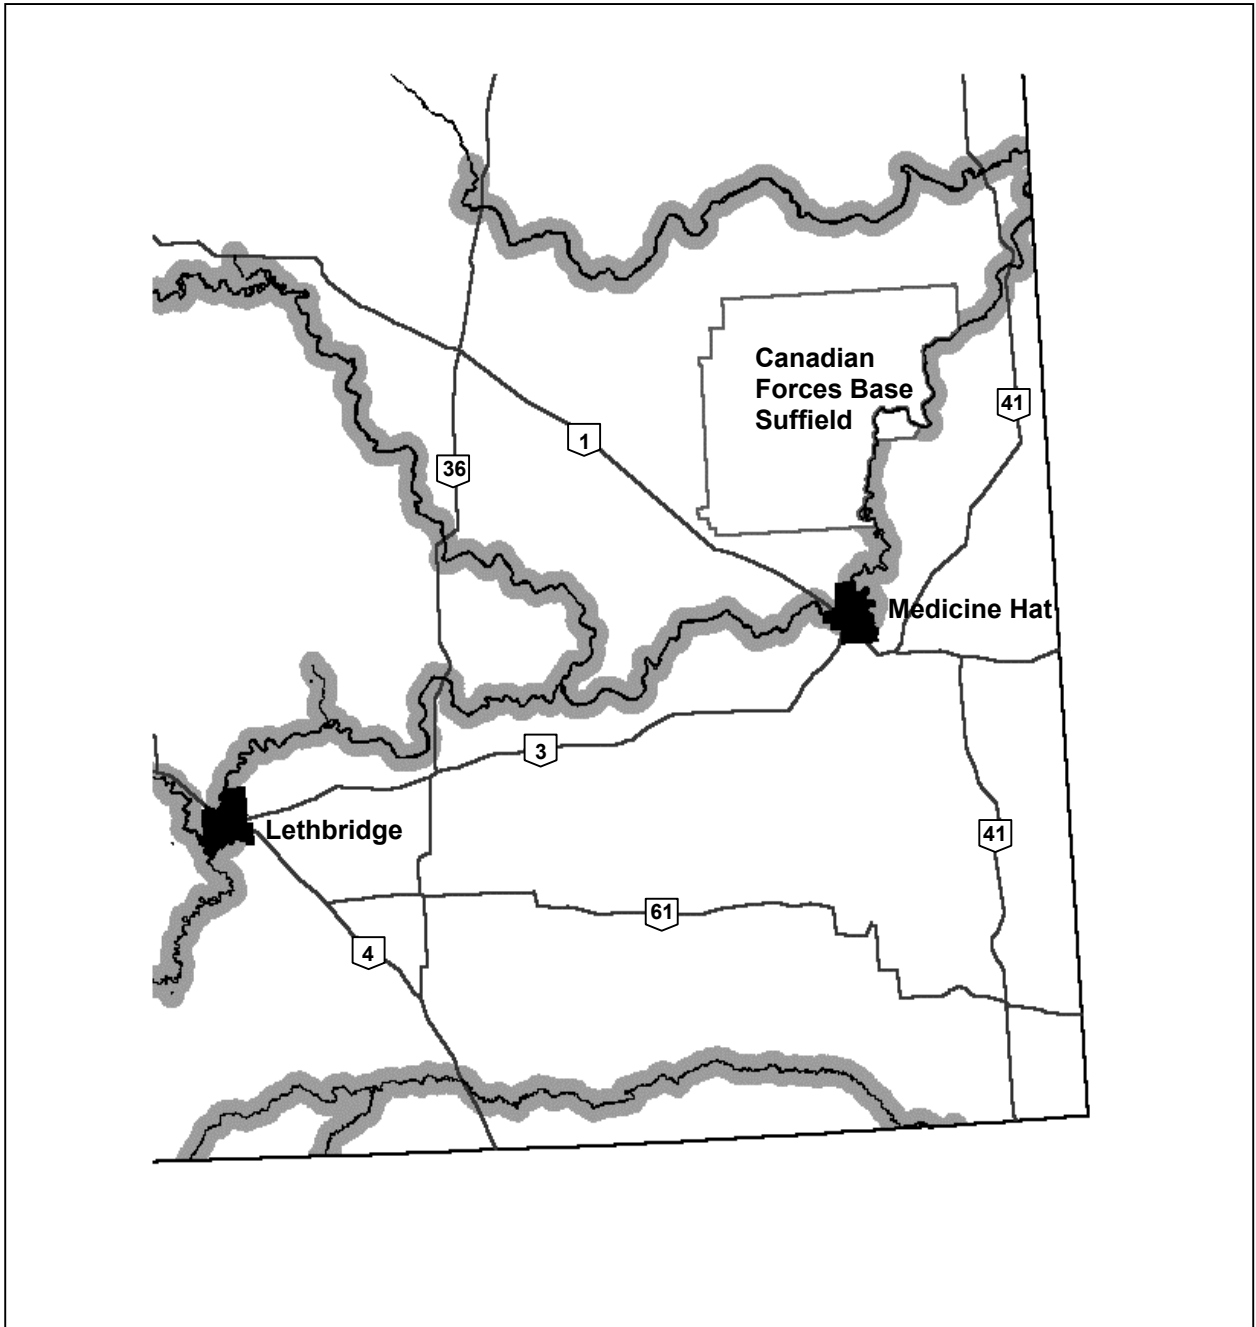 Canadian
Forces Base
Suffield
41
1
36
Medicine Hat
3
Lethbridge
41
61
4